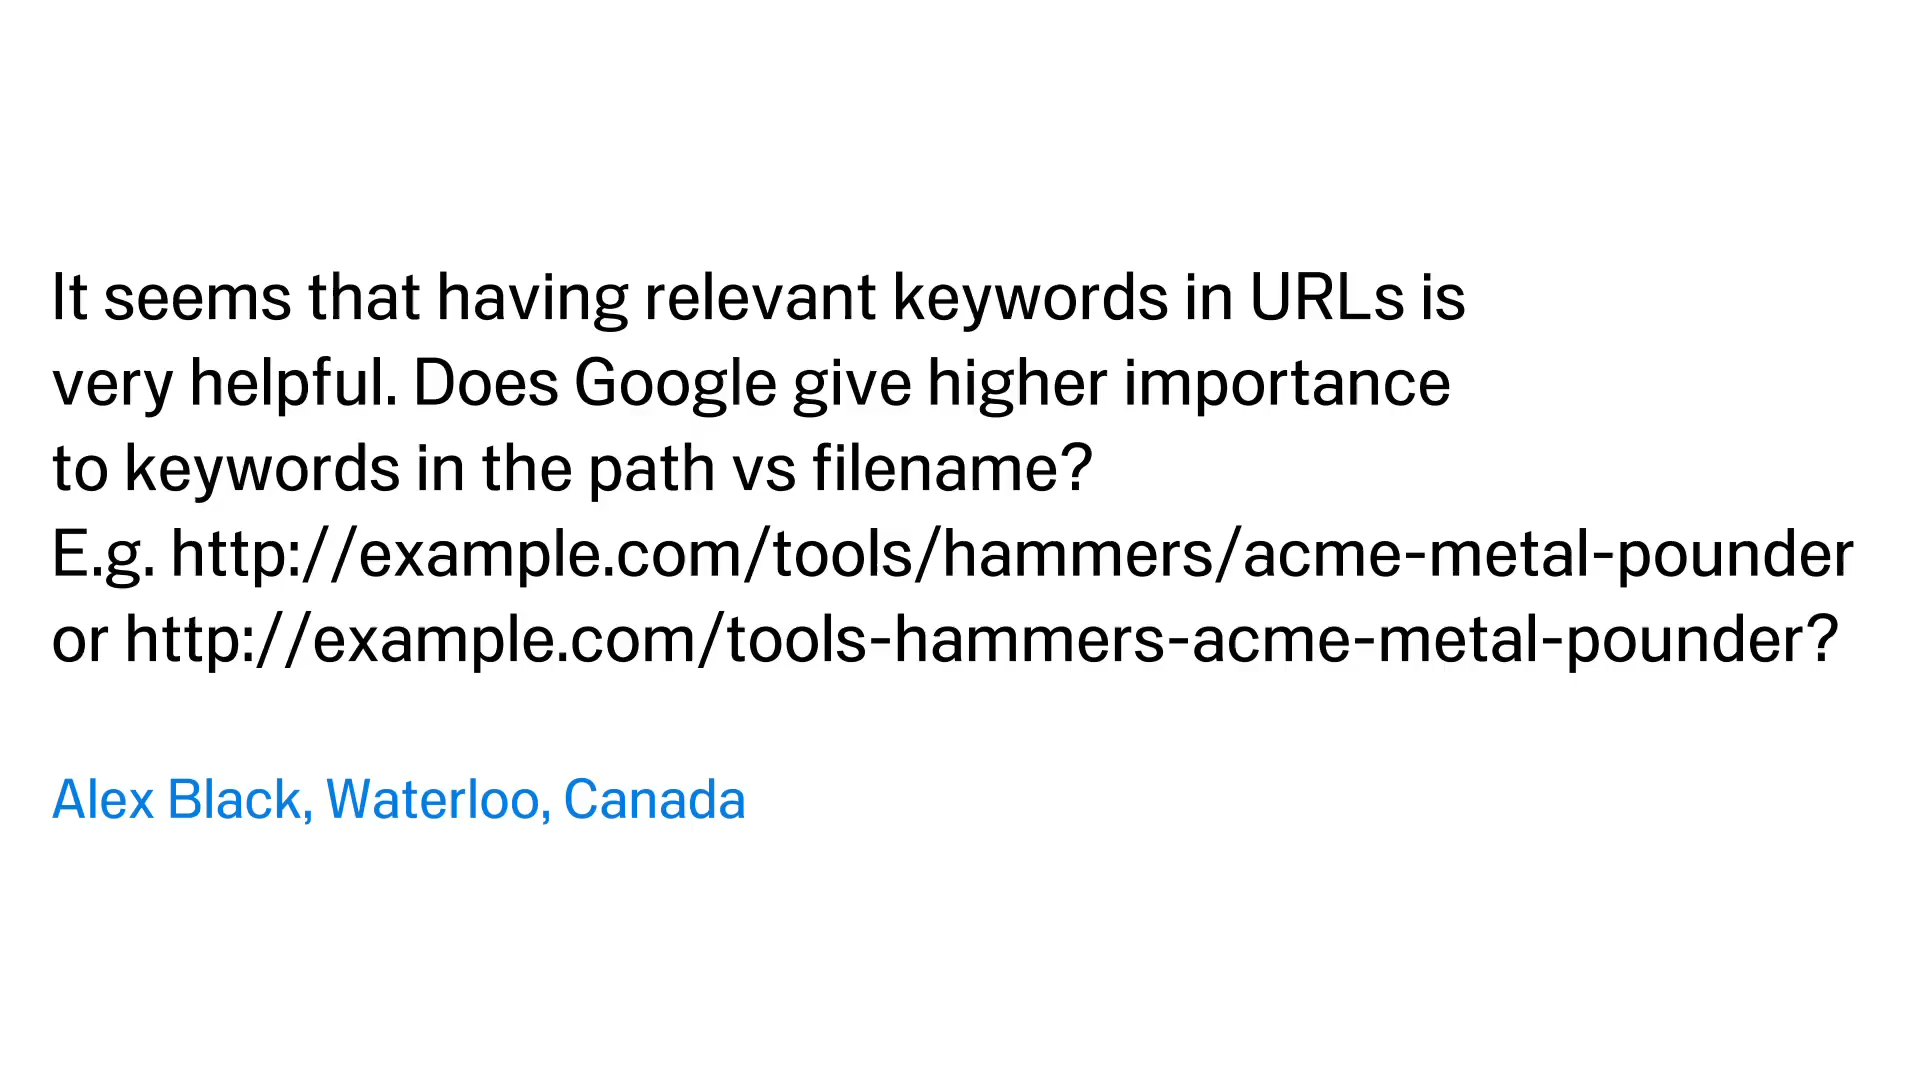 It seems that having relevant keywords in URLs is
very helpful. Does Google give higher importance
to keywords in the path vs filename?
E.g. http://example.com/tools/hammers/acme-metal-pounder
or http://example.com/tools-hammers-acme-metal-pounder?
Alex Black, Waterloo, Canada